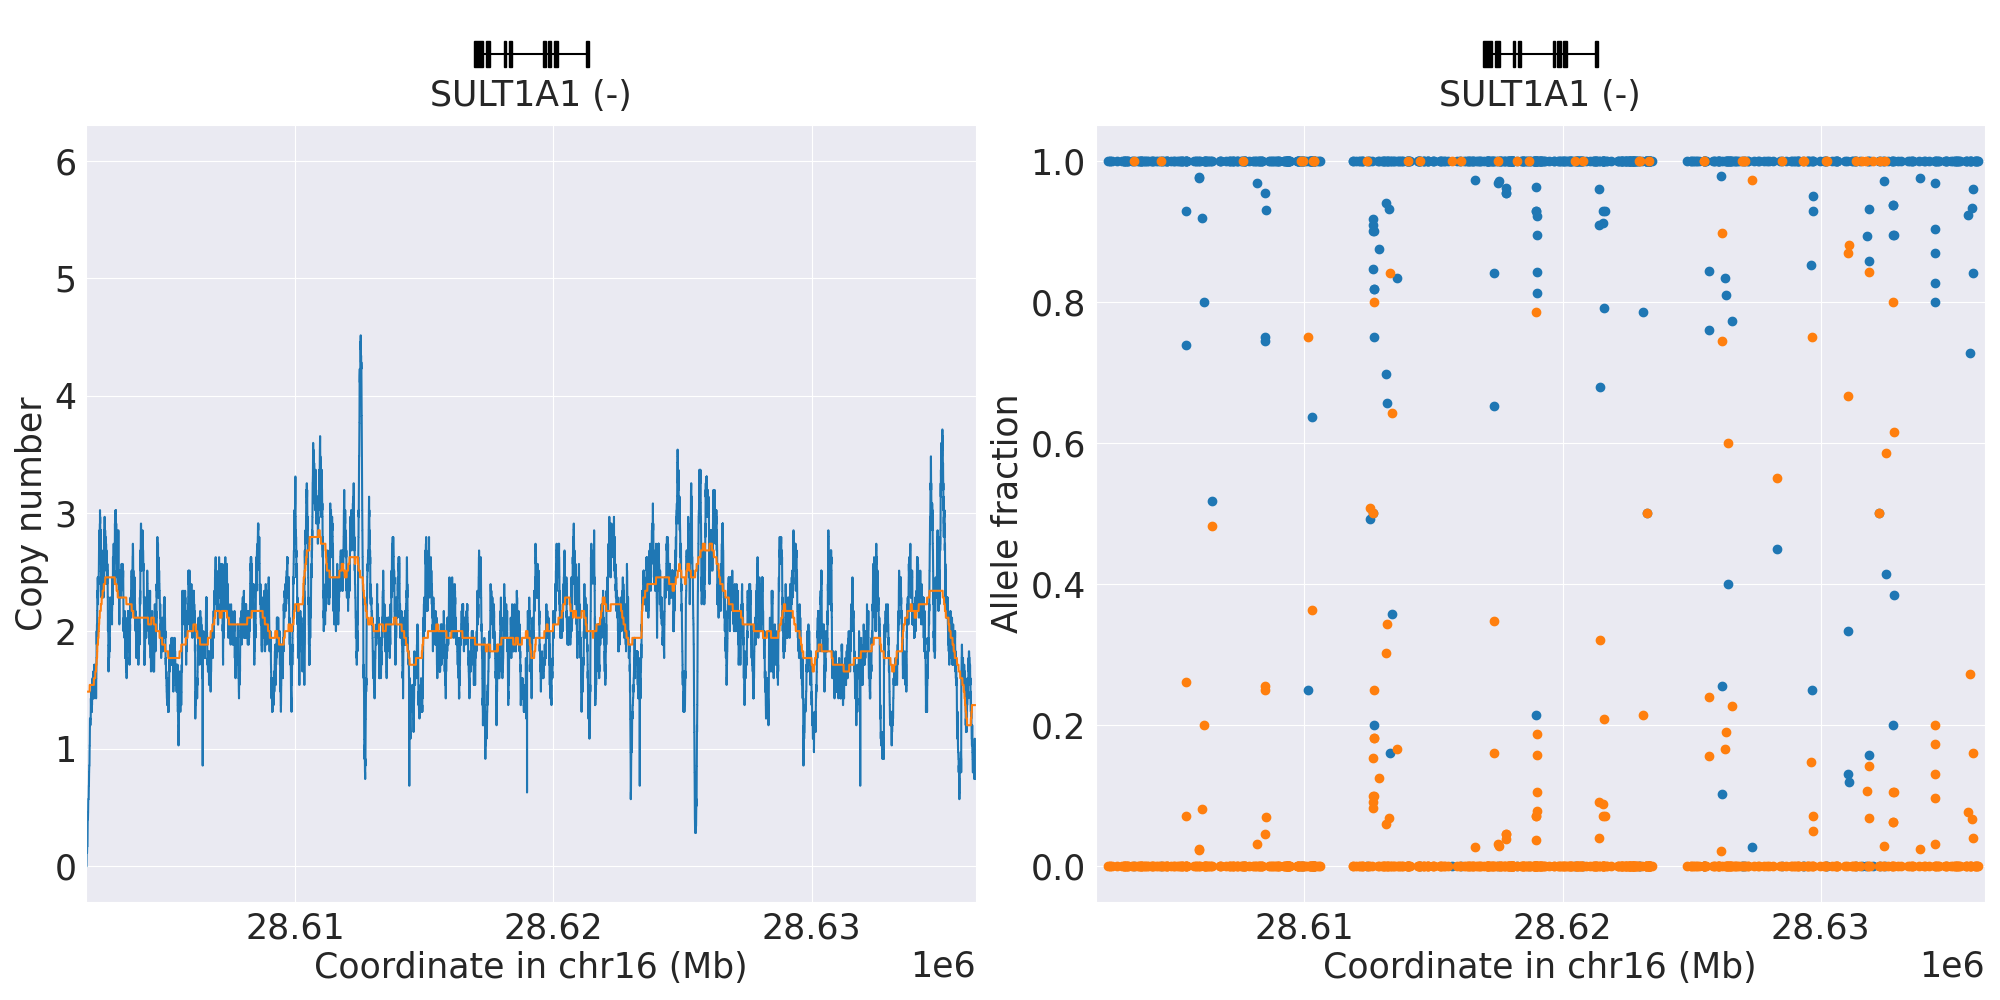 SULT1A1 (-)
6
5
4
3
2
1
0
Copy number
28.61
28.62
28.63
Coordinate in chr16 (Mb)
1e6
SULT1A1 (-)
1.0
0.8
0.6
0.4
0.2
0.0
Allele fraction
28.61
28.62
28.63
Coordinate in chr16 (Mb)
1e6